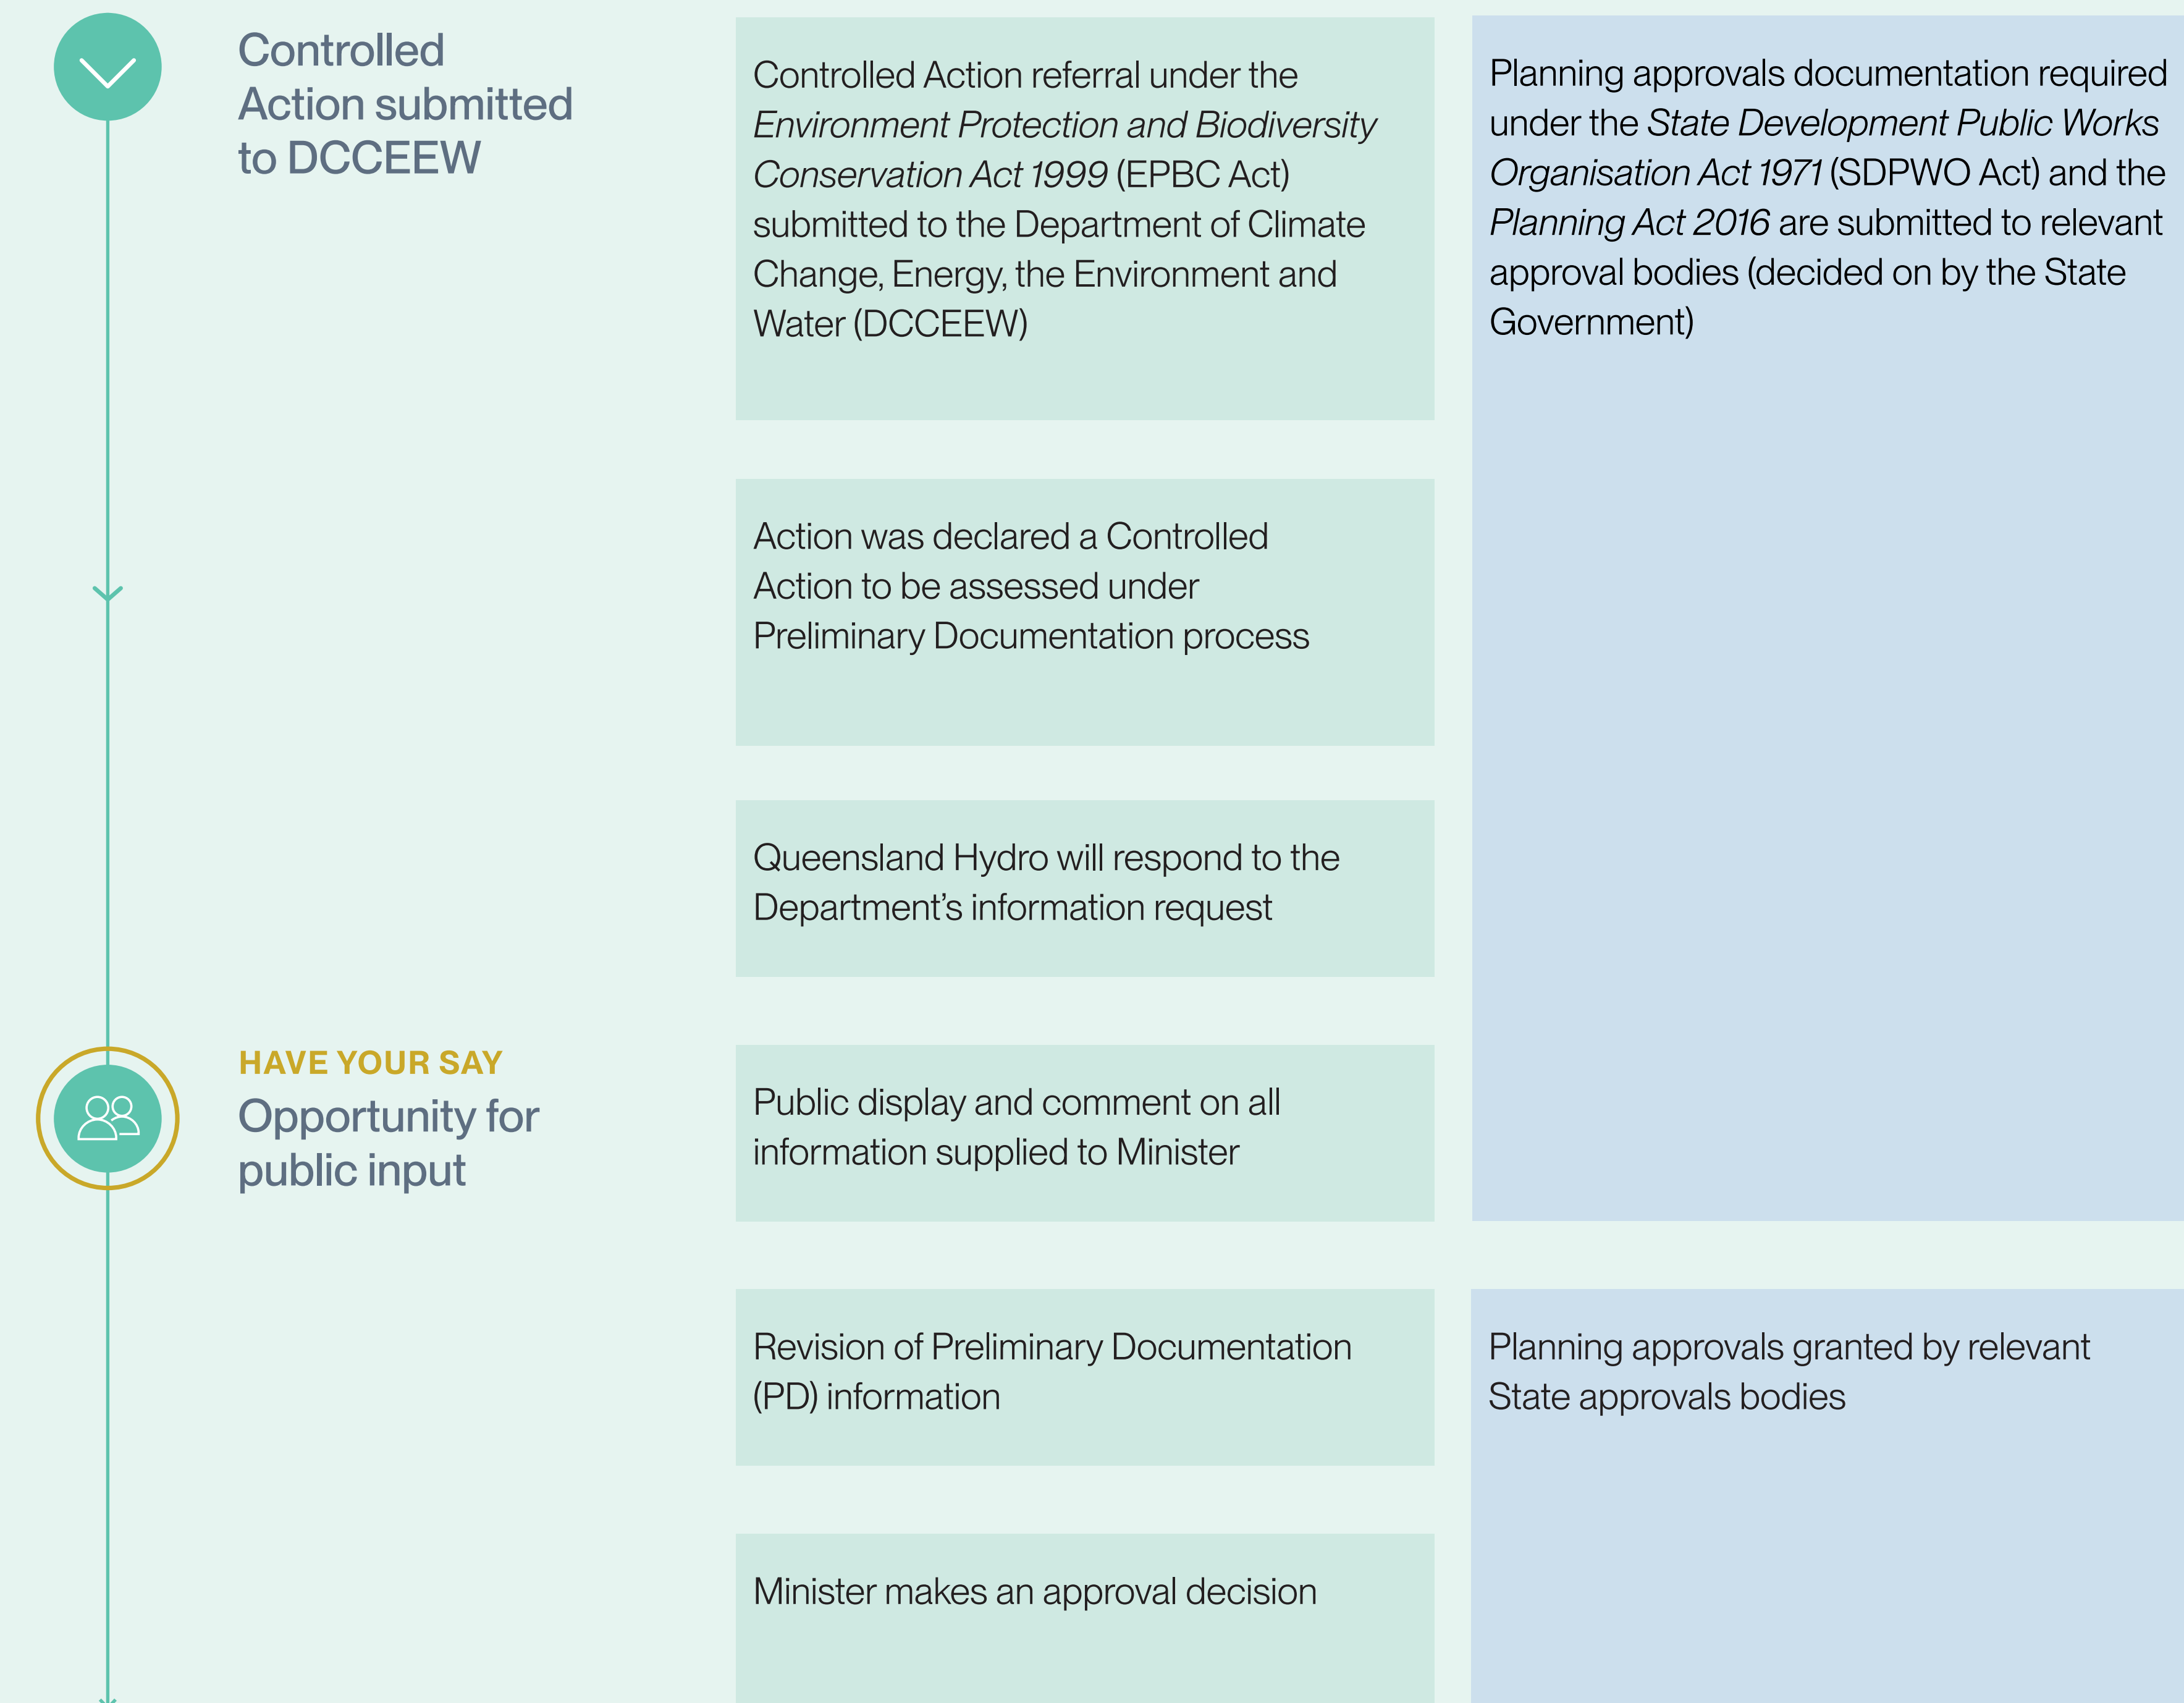 Controlled
Action submitted
to DCCEEW
Controlled Action referral under the
Environment Protection and Biodiversity
Conservation Act 1999 (EPBC Act)
submitted to the Department of Climate
Change, Energy, the Environment and
Water (DCCEEW)
Planning approvals documentation required
under the State Development Public Works
Organisation Act 1971 (SDPWO Act) and the
Planning Act 2016 are submitted to relevant
approval bodies (decided on by the State
Government)
Action was declared a Controlled
Action to be assessed under
Preliminary Documentation process
Queensland Hydro will respond to the
Department’s information request
HAVE YOUR SAY
Opportunity for
public input
Public display and comment on all
information supplied to Minister
Revision of Preliminary Documentation
(PD) information
Planning approvals granted by relevant
State approvals bodies
Minister makes an approval decision